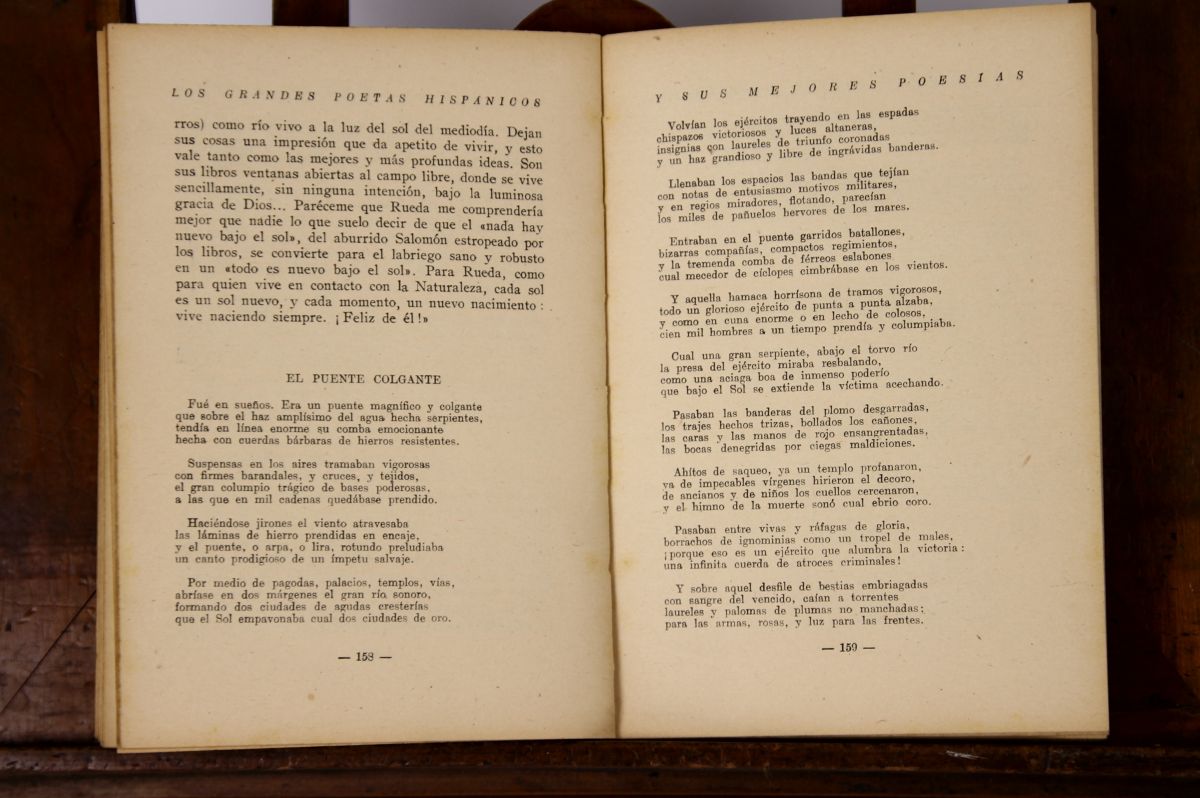 LOS GRANDES POETAS HISPÁNICOS
rros) como río vivo a la luz del sol del mediodía. Dejan
sus cosas una impresión que da apetito de vivir, y esto
vale tanto como las mejores y más profundas ideas. Son
sus libros ventanas abiertas al campo libre, donde se vive
sencillamente, sin ninguna intención, bajo la luminosa
gracia de Dios... Paréceme que Rueda me comprendería
mejor que nadie lo que suelo decir de que el «nada hay
nuevo bajo el sol», del aburrido Salomón estropeado por
los libros, se convierte para el labriego sano y robusto
en un «todo es nuevo bajo el sol». Para Rueda, como
para quien vive en contacto con la Naturaleza, cada sol
es un sol nuevo, y cada momento, un nuevo nacimiento:
vive naciendo siempre. ¡Feliz de él!»
EL PUENTE COLGANTE
Fué en sueños. Era un puente magnífico y colgante
que sobre el haz amplísimo del agua hecha serpientes,
tendía en línea enorme su comba emocionante
hecha con cuerdas bárbaras de hierros resistentes.
Suspensas en los aires tramaban vigorosas
con firmes barandales, y cruces, y tejidos,
el gran columpio trágico de bases poderosas,
a las que en mil cadenas quedábase prendido.
Haciéndose jirones el viento atravesaba
las láminas de hierro prendidas en encaje,
y el puente, o arpa, o lira, rotundo preludiaba
un canto prodigioso de un ímpetu salvaje.
Por medio de pagodas, palacios, templos, vías,
abríase en dos márgenes el gran río sonoro,
formando dos ciudades de agudas cresterías
que el Sol empavonaba cual dos ciudades de oro.
— 158 —
Y SUS MEJORES POESIAS
Volvían los ejércitos trayendo en las espadas
chispazos victoriosos y luces altaneras,
insignias con laureles de triunfo coronadas
y un haz grandioso y libre de ingrávidas banderas.
Llenaban los espacios las bandas que tejían
con notas de entusiasmo motivos militares,
y en regios miradores, flotando, parecían
los miles de pañuelos hervores de los mares.
Entraban en el puente garridos batallones,
bizarras compañías, compactos regimientos,
y la tremenda comba de férreos eslabones
cual mecedor de cíclopes cimbrábase en los vientos.
Y aquella hamaca horrísona de tramos vigorosos,
todo un glorioso ejército de punta a punta alzaba,
y como en cuna enorme o en lecho de colosos,
cien mil hombres a un tiempo prendía y columpiaba.
Cual una gran serpiente, abajo el torvo río
la presa del ejército miraba resbalando,
como una aciaga boa de inmenso poderío
que bajo el Sol se extiende la víctima acechando.
Pasaban las banderas del plomo desgarradas,
los trajes hechos trizas, bollados los cañones,
las caras y las manos de rojo ensangrentadas,
las bocas denegridas por ciegas maldiciones.
Ahítos de saqueo, ya un templo profanaron,
ya de impecables vírgenes hirieron el decoro,
de ancianos y de niños los cuellos cercenaron,
y el himno de la muerte sonó cual ebrio coro.
Pasaban entre vivas y ráfagas de gloria,
borrachos de ignominias como un tropel de males,
¡porque eso es un ejército que alumbra la victoria:
una infinita cuerda de atroces criminales!
Y sobre aquel desfile de bestias embriagadas
con sangre del vencido, caían a torrentes
laureles y palomas de plumas no manchadas;
para las armas, rosas, y luz para las frentes.
— 159 —